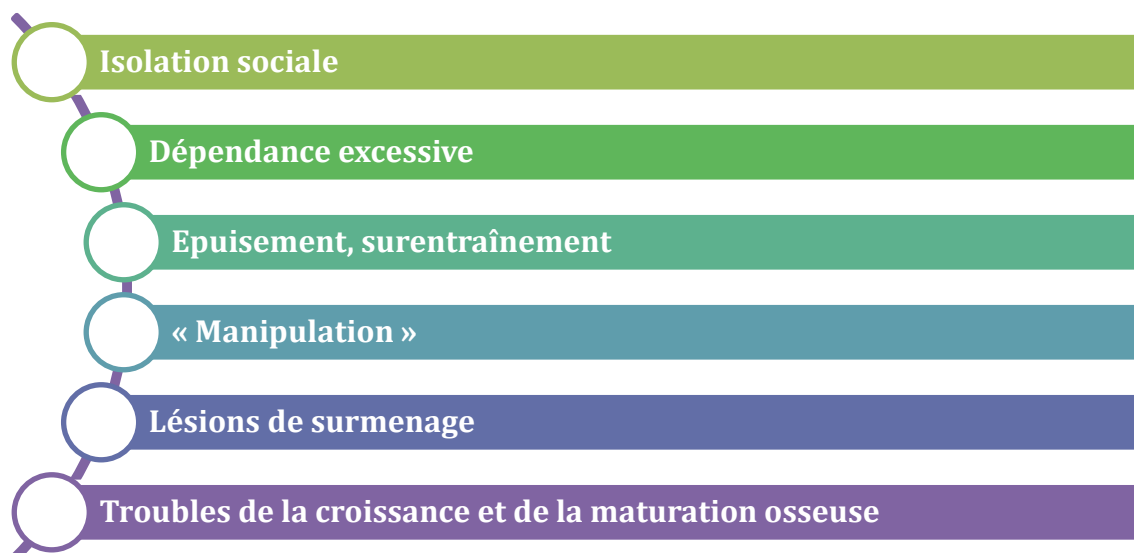 Isolation sociale
Dépendance excessive
Epuisement, surentraînement
« Manipulation »
Lésions de surmenage
Troubles de la croissance et de la maturation osseuse